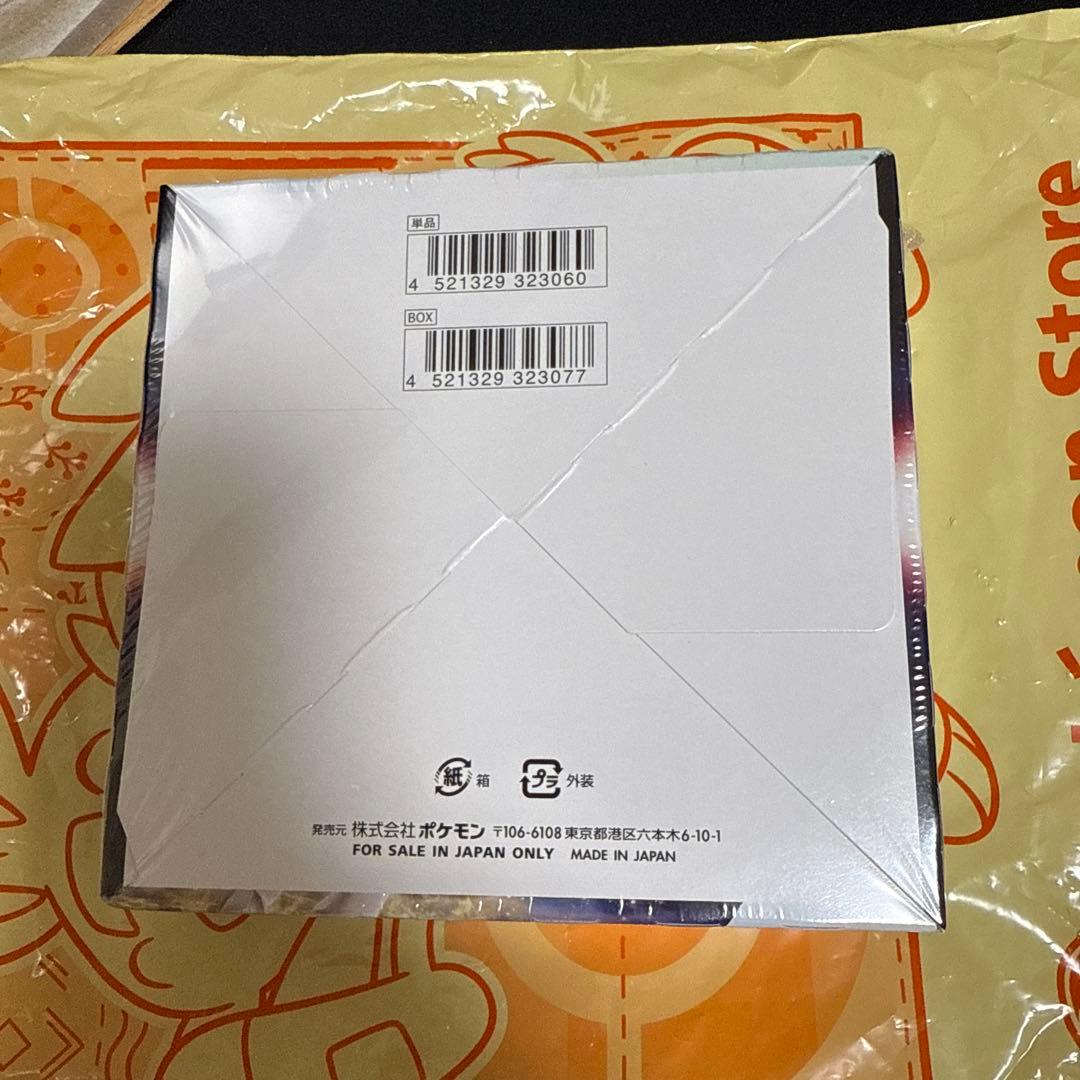 単品
4 521329 323060
BOX
4 521329 323077
紙 箱 プラ 外装
発売元 株式会社ポケモン 〒106-6108 東京都港区六本木6-10-1
FOR SALE IN JAPAN ONLY MADE IN JAPAN
Store